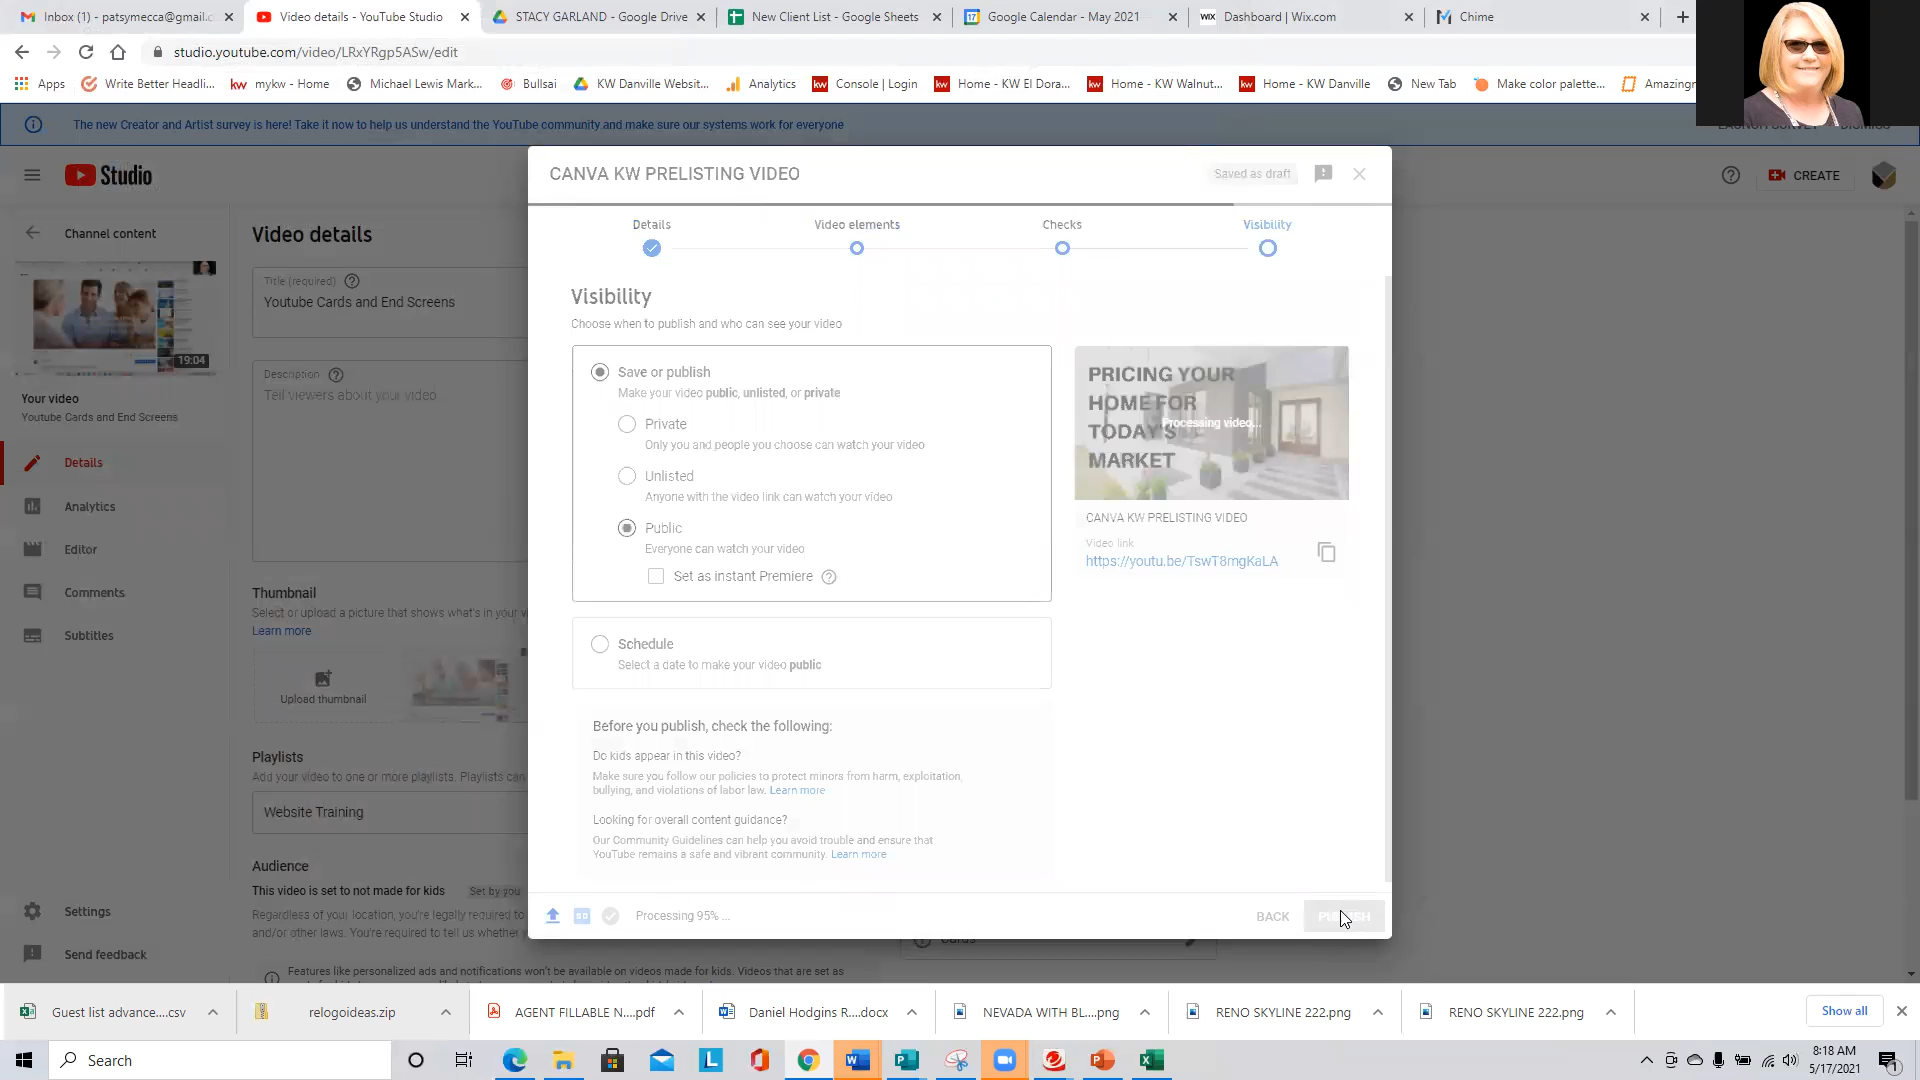 Inbox (1) - patsymecca@gmail.c
Video details - YouTube Studio
STACY GARLAND - Google Drive
New Client List - Google Sheets
Google Calendar - May 2021
WIX Dashboard | Wix.com
Chime
studio.youtube.com/video/LRxYRgp5ASw/edit
Apps
Write Better Headli...
kw mykw - Home
Michael Lewis Mark...
Bullsai
KW Danville Websit...
Analytics
kw Console | Login
kw Home - KW El Dora...
kw Home - KW Walnut...
kw Home - KW Danville
New Tab
Make color palette...
Amazingr
The new Creator and Artist survey is here! Take it now to help us understand the YouTube community and make sure our systems work for everyone
Studio
CREATE
CANVA KW PRELISTING VIDEO
Saved as draft
Details
Video elements
Checks
Visibility
Channel content
19:04
Your video
Youtube Cards and End Screens
Details
Analytics
Editor
Comments
Subtitles
Settings
Send feedback
Video details
Title (required)
Youtube Cards and End Screens
Description
Tell viewers about your video
Thumbnail
Select or upload a picture that shows what's in your vi
Learn more
Upload thumbnail
Playlists
Add your video to one or more playlists. Playlists can
Website Training
Audience
This video is set to not made for kids
Set by you
Regardless of your location, you're legally required to
and/or other laws. You're required to tell us whether
Features like personalized ads and notifications won't be available on videos made for kids. Videos that are set as
Visibility
Choose when to publish and who can see your video
Save or publish
Make your video public, unlisted, or private
Private
Only you and people you choose can watch your video
Unlisted
Anyone with the video link can watch your video
Public
Everyone can watch your video
Set as instant Premiere
Schedule
Select a date to make your video public
Before you publish, check the following:
Do kids appear in this video?
Make sure you follow our policies to protect minors from harm, exploitation,
bullying, and violations of labor law. Learn more
Looking for overall content guidance?
Our Community Guidelines can help you avoid trouble and ensure that
YouTube remains a safe and vibrant community. Learn more
PRICING YOUR
HOME FOR
TODAY'S
MARKET
Processing video...
CANVA KW PRELISTING VIDEO
Video link
https://youtu.be/TswT8rngKaLA
Processing 95% ...
BACK
PUBLISH
Cards
Guest list advance....csv
relogoideas.zip
AGENT FILLABLE N....pdf
Daniel Hodgins R....docx
NEVADA WITH BL....png
RENO SKYLINE 222.png
RENO SKYLINE 222.png
Show all
Search
8:18 AM
5/17/2021